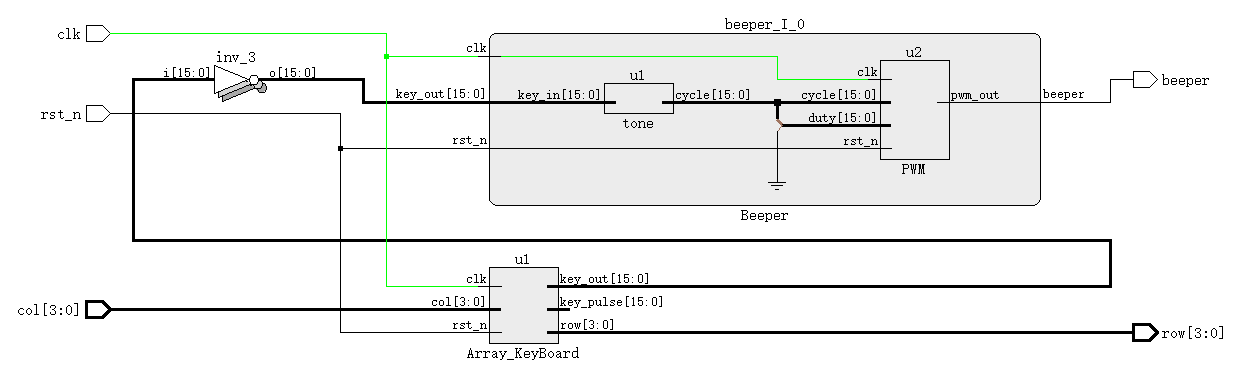 beeper_I_0
clk
inv_3
clk
u2
i[15:0]
o[15:0]
u1
clk
beeper
key_out[15:0]
key_in[15:0]
cycle[15:0]
cycle[15:0]
pwm_out
beeper
rst_n
tone
duty[15:0]
rst_n
rst_n
PWM
Beeper
u1
clk
key_out[15:0]
col[3:0]
col[3:0]
key_pulse[15:0]
rst_n
row[3:0]
row[3:0]
Array_KeyBoard